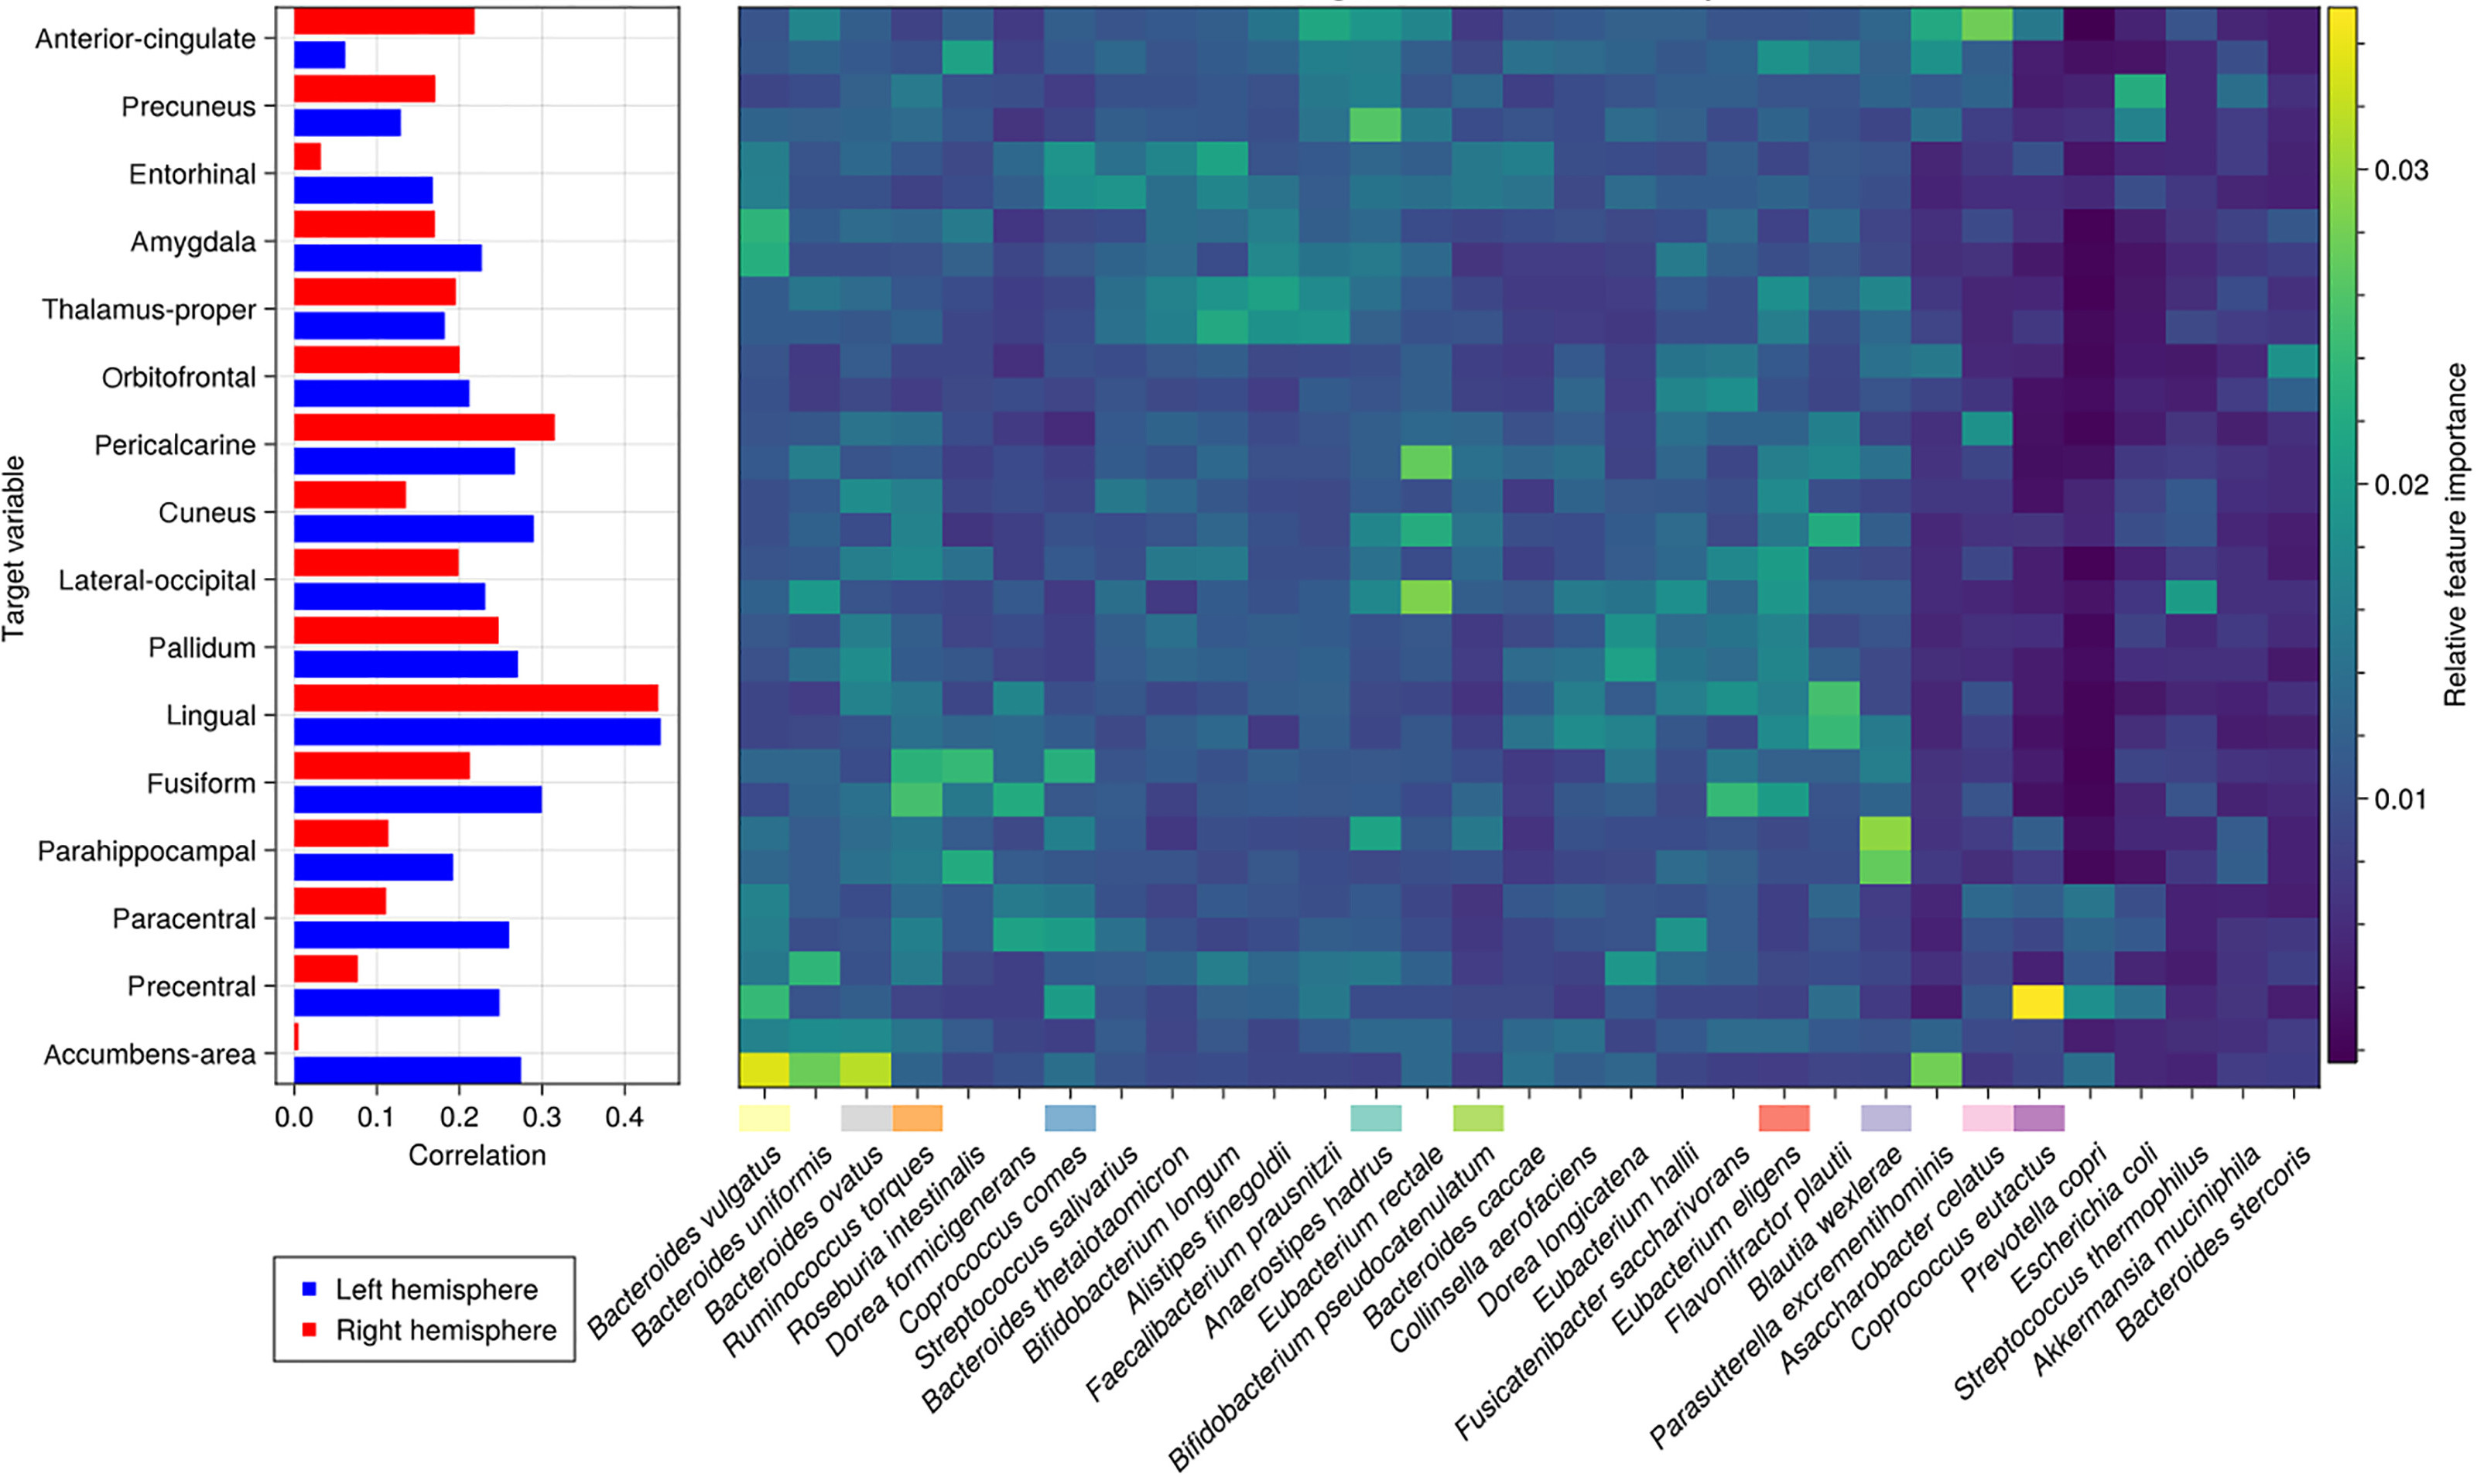 Target variable
Anterior-cingulate
Precuneus
Entorhinal
Amygdala
Thalamus-proper
Orbitofrontal
Pericalcarine
Cuneus
Lateral-occipital
Pallidum
Lingual
Fusiform
Parahippocampal
Paracentral
Precentral
Accumbens-area
0.0 0.1 0.2 0.3 0.4
Correlation
Left hemisphere
Right hemisphere
Bacteroides vulgatus
Bacteroides uniformis
Bacteroides ovatus
Ruminococcus torques
Roseburia intestinalis
Dorea formicigenerans
Coprococcus comes
Streptococcus salivarius
Bacteroides thetaiotaomicron
Bifidobacterium longum
Alistipes finegoldii
Faecalibacterium prausnitzii
Anaerostipes hadrus
Eubacterium rectale
Bifidobacterium pseudocatenulatum
Bacteroides caccae
Collinsella aerofaciens
Dorea longicatena
Eubacterium hallii
Fusicatenibacter saccharivorans
Eubacterium eligens
Flavonifractor plautii
Blautia wexlerae
Parasutterella excrementihominis
Asaccharobacter celatus
Coprococcus eutactus
Prevotella copri
Escherichia coli
Streptococcus thermophilus
Akkermansia muciniphila
Bacteroides stercoris
0.03
0.02
0.01
Relative feature importance